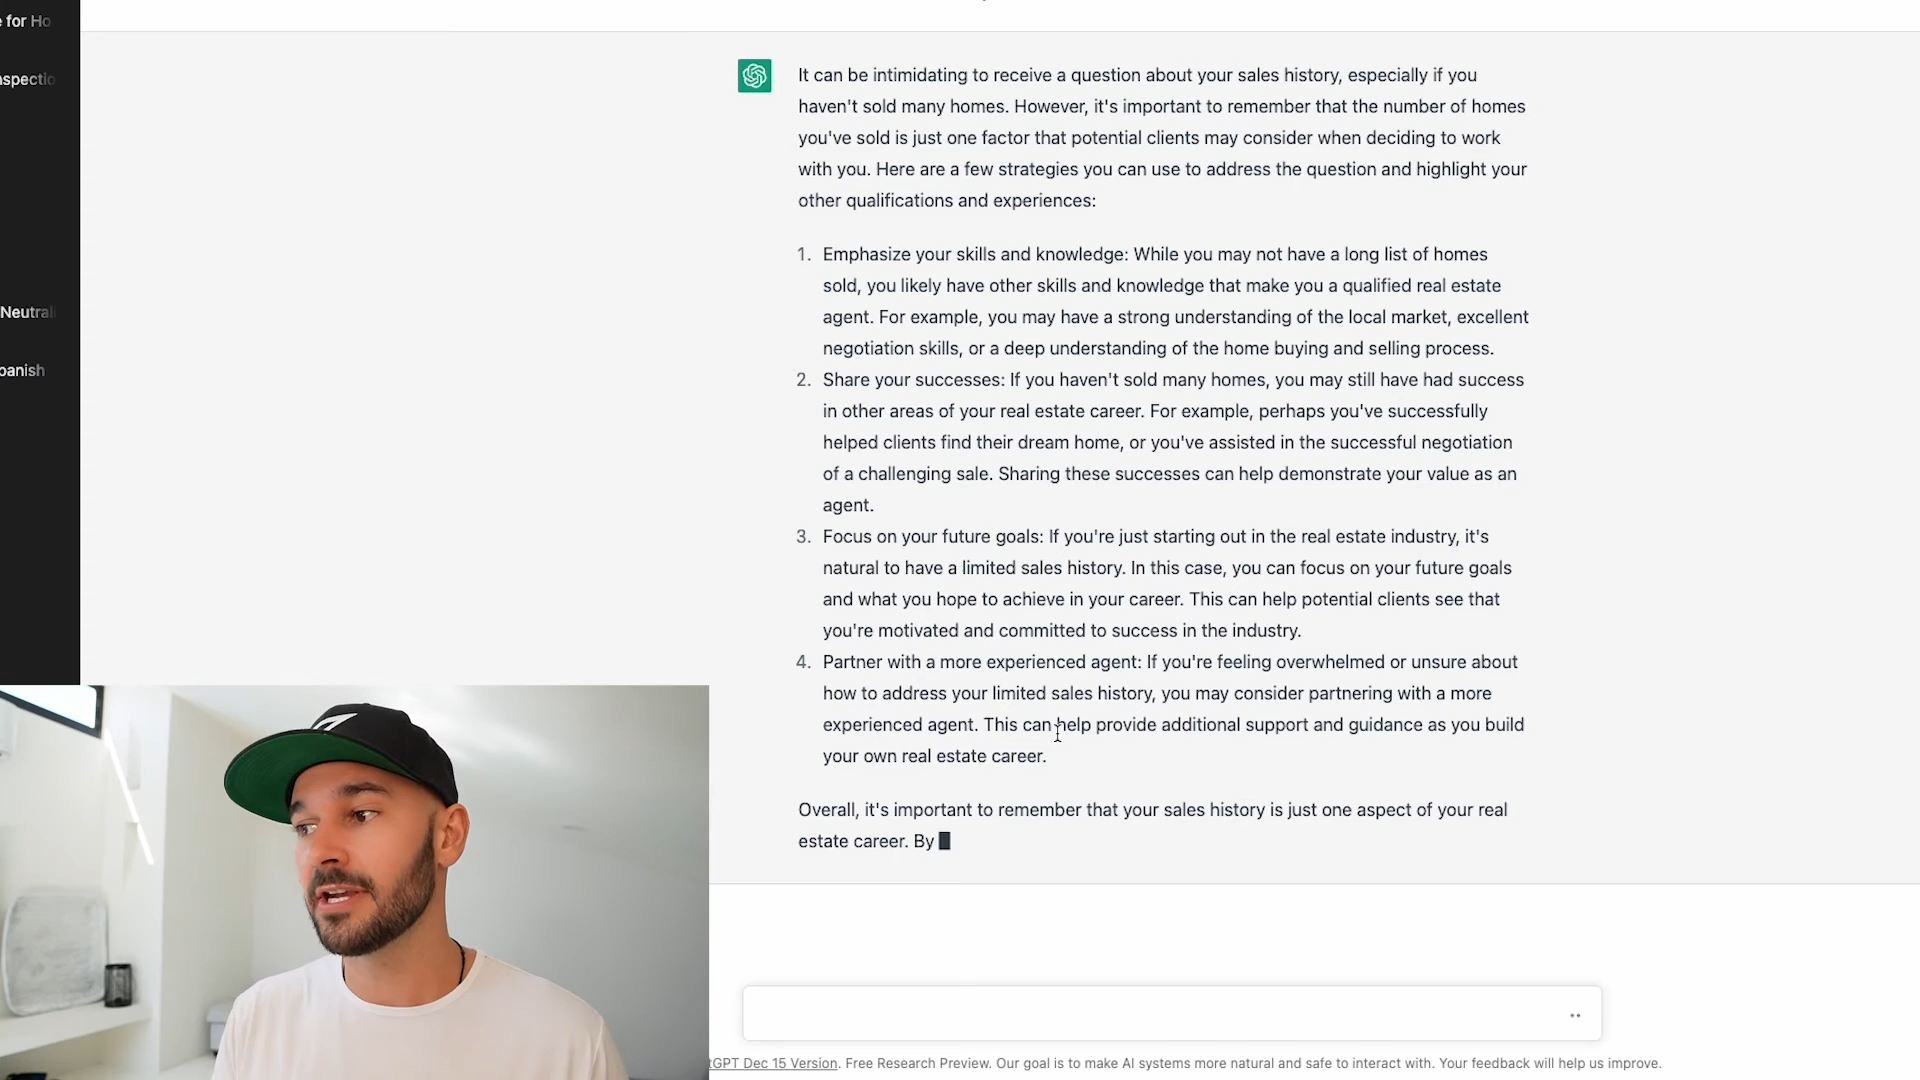 e for Ho
nspectio
Neutral
panish
It can be intimidating to receive a question about your sales history, especially if you
haven't sold many homes. However, it's important to remember that the number of homes
you've sold is just one factor that potential clients may consider when deciding to work
with you. Here are a few strategies you can use to address the question and highlight your
other qualifications and experiences:
1. Emphasize your skills and knowledge: While you may not have a long list of homes
sold, you likely have other skills and knowledge that make you a qualified real estate
agent. For example, you may have a strong understanding of the local market, excellent
negotiation skills, or a deep understanding of the home buying and selling process.
2. Share your successes: If you haven't sold many homes, you may still have had success
in other areas of your real estate career. For example, perhaps you've successfully
helped clients find their dream home, or you've assisted in the successful negotiation
of a challenging sale. Sharing these successes can help demonstrate your value as an
agent.
3. Focus on your future goals: If you're just starting out in the real estate industry, it's
natural to have a limited sales history. In this case, you can focus on your future goals
and what you hope to achieve in your career. This can help potential clients see that
you're motivated and committed to success in the industry.
4. Partner with a more experienced agent: If you're feeling overwhelmed or unsure about
how to address your limited sales history, you may consider partnering with a more
experienced agent. This can help provide additional support and guidance as you build
your own real estate career.
Overall, it's important to remember that your sales history is just one aspect of your real
estate career. By
tGPT Dec 15 Version. Free Research Preview. Our goal is to make AI systems more natural and safe to interact with. Your feedback will help us improve.